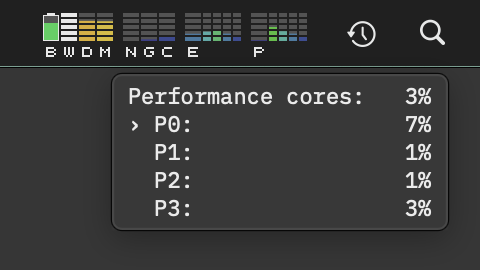 B W D M N G C E P
Performance cores: 3%
› P0: 7%
P1: 1%
P2: 1%
P3: 3%